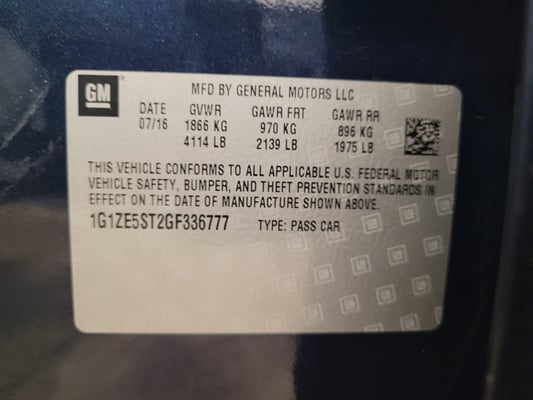 GM
MFD BY GENERAL MOTORS LLC
DATE GVWR GAWR FRT GAWR RR
07/16 1866 KG 970 KG 896 KG
4114 LB 2139 LB 1975 LB
THIS VEHICLE CONFORMS TO ALL APPLICABLE U.S. FEDERAL MOTOR
VEHICLE SAFETY, BUMPER, AND THEFT PREVENTION STANDARDS IN
EFFECT ON THE DATE OF MANUFACTURE SHOWN ABOVE.
1G1ZE5ST2GF336777 TYPE: PASS CAR